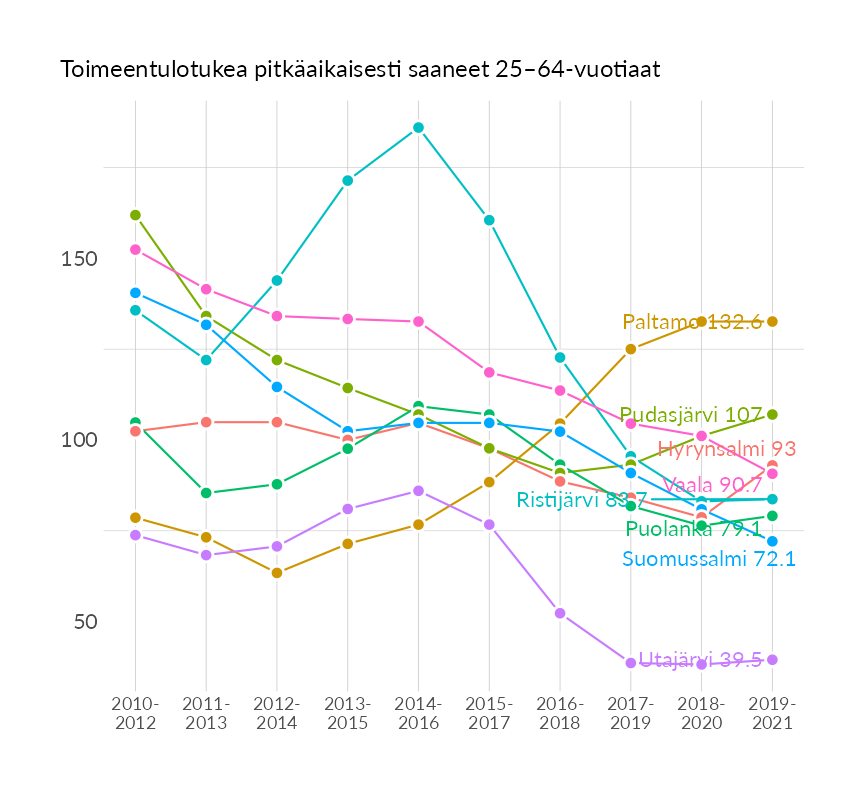 Toimeentulotukea pitkäaikaisesti saaneet 25–64-vuotiaat
150
100
50
Paltamo 132.6
Pudasjärvi 107
Hyrynsalmi 93
Vaala 90.7
Ristijärvi 83.7
Puolanka 79.1
Suomussalmi 72.1
Utajärvi 39.5
2010- 2011- 2012- 2013- 2014- 2015- 2016- 2017- 2018- 2019-
2012 2013 2014 2015 2016 2017 2018 2019 2020 2021